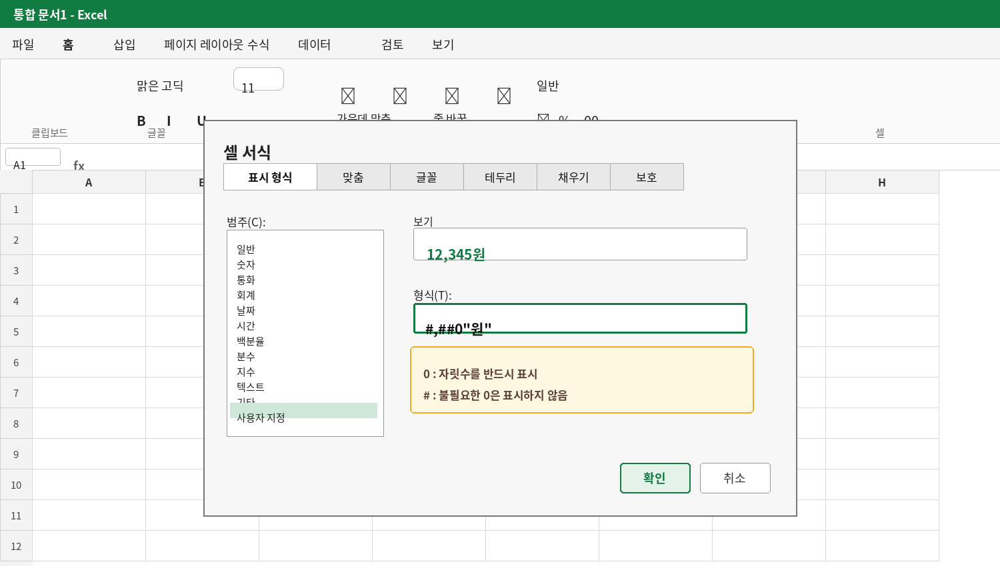 통합 문서1 - Excel
파일 홈 삽입 페이지 레이아웃 수식 데이터 검토 보기
맑은 고딕 11 일반
B I U 가운데 맞춤 줄 바꿈 % 00
클립보드 글꼴 셀
A1 fx
A B H
셀 서식
표시 형식 맞춤 글꼴 테두리 채우기 보호
범주(C):
일반
숫자
통화
회계
날짜
시간
백분율
분수
지수
텍스트
기타
사용자 지정
보기
12,345원
형식(T):
#,##0"원"
0 : 자릿수를 반드시 표시
# : 불필요한 0은 표시하지 않음
확인 취소
1
2
3
4
5
6
7
8
9
10
11
12